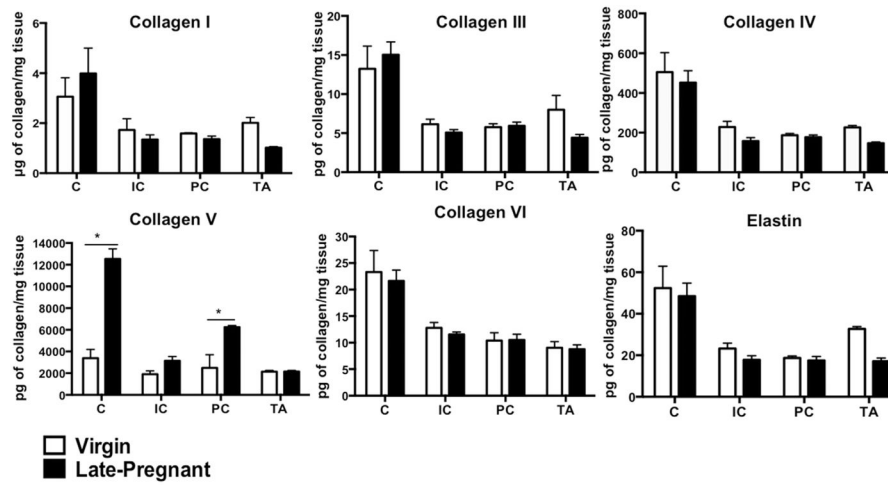 Collagen I
µg of collagen/mg tissue
6
4
2
0
C IC PC TA
Collagen III
pg of collagen/mg tissue
20
15
10
5
0
C IC PC TA
Collagen IV
pg of collagen/mg tissue
800
600
400
200
0
C IC PC TA
Collagen V
pg of collagen/mg tissue
14000
12000
10000
8000
6000
4000
2000
0
*
*
C IC PC TA
Collagen VI
pg of collagen/mg tissue
30
25
20
15
10
5
0
C IC PC TA
Elastin
pg of collagen/mg tissue
80
60
40
20
0
C IC PC TA
Virgin
Late-Pregnant